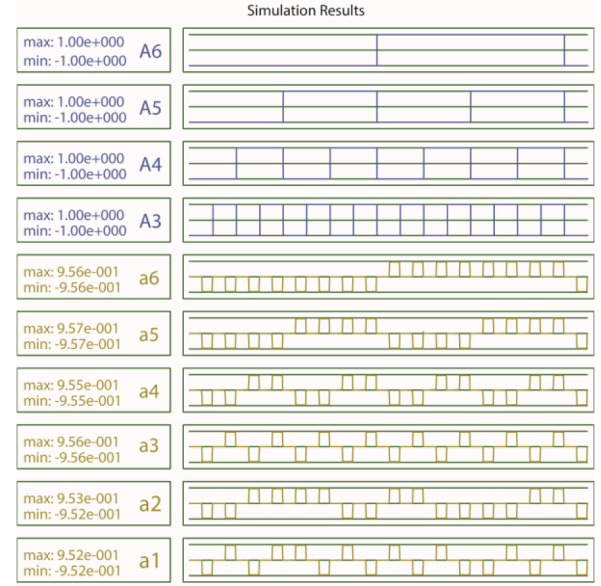 Simulation Results
max: 1.00e+000
min: -1.00e+000 A6
max: 1.00e+000
min: -1.00e+000 A5
max: 1.00e+000
min: -1.00e+000 A4
max: 1.00e+000
min: -1.00e+000 A3
max: 9.56e-001
min: -9.56e-001 a6
max: 9.57e-001
min: -9.57e-001 a5
max: 9.55e-001
min: -9.55e-001 a4
max: 9.56e-001
min: -9.56e-001 a3
max: 9.53e-001
min: -9.52e-001 a2
max: 9.52e-001
min: -9.52e-001 a1